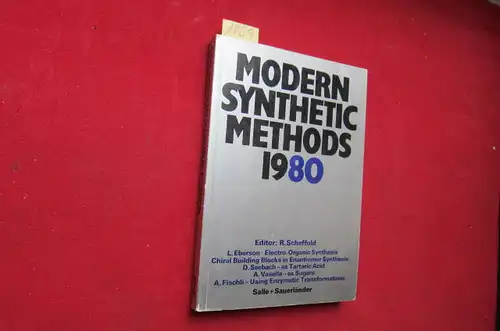 MODERN
SYNTHETIC
METHODS
1980
Editor: R. Scheffold
L. Eberson - Electro-Organic Synthesis
Chiral Building Blocks in Enantiomer Synthesis:
D. Seebach - ex Tartaric Acid
A. Vasella - ex Sugars
A. Fischli - Using Enzymatic Transformations
Salle + Sauerländer